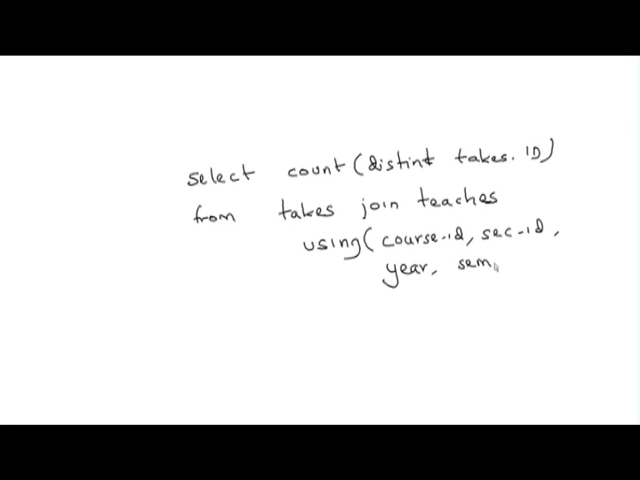 select count(distint takes.ID)
from takes join teaches
using(course-id, sec-id,
year, sem